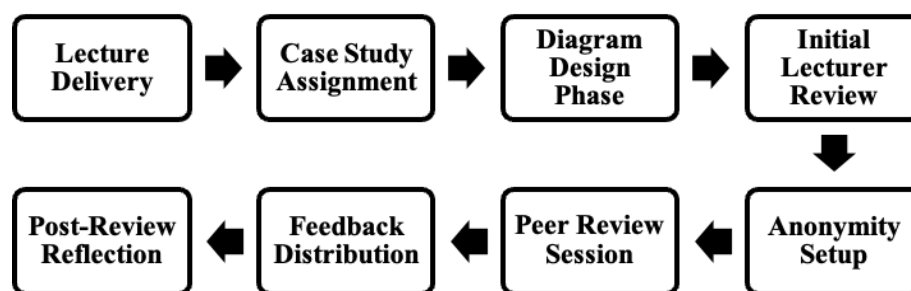 Lecture
Delivery
Case Study
Assignment
Diagram
Design
Phase
Initial
Lecturer
Review
Anonymity
Setup
Peer Review
Session
Feedback
Distribution
Post-Review
Reflection